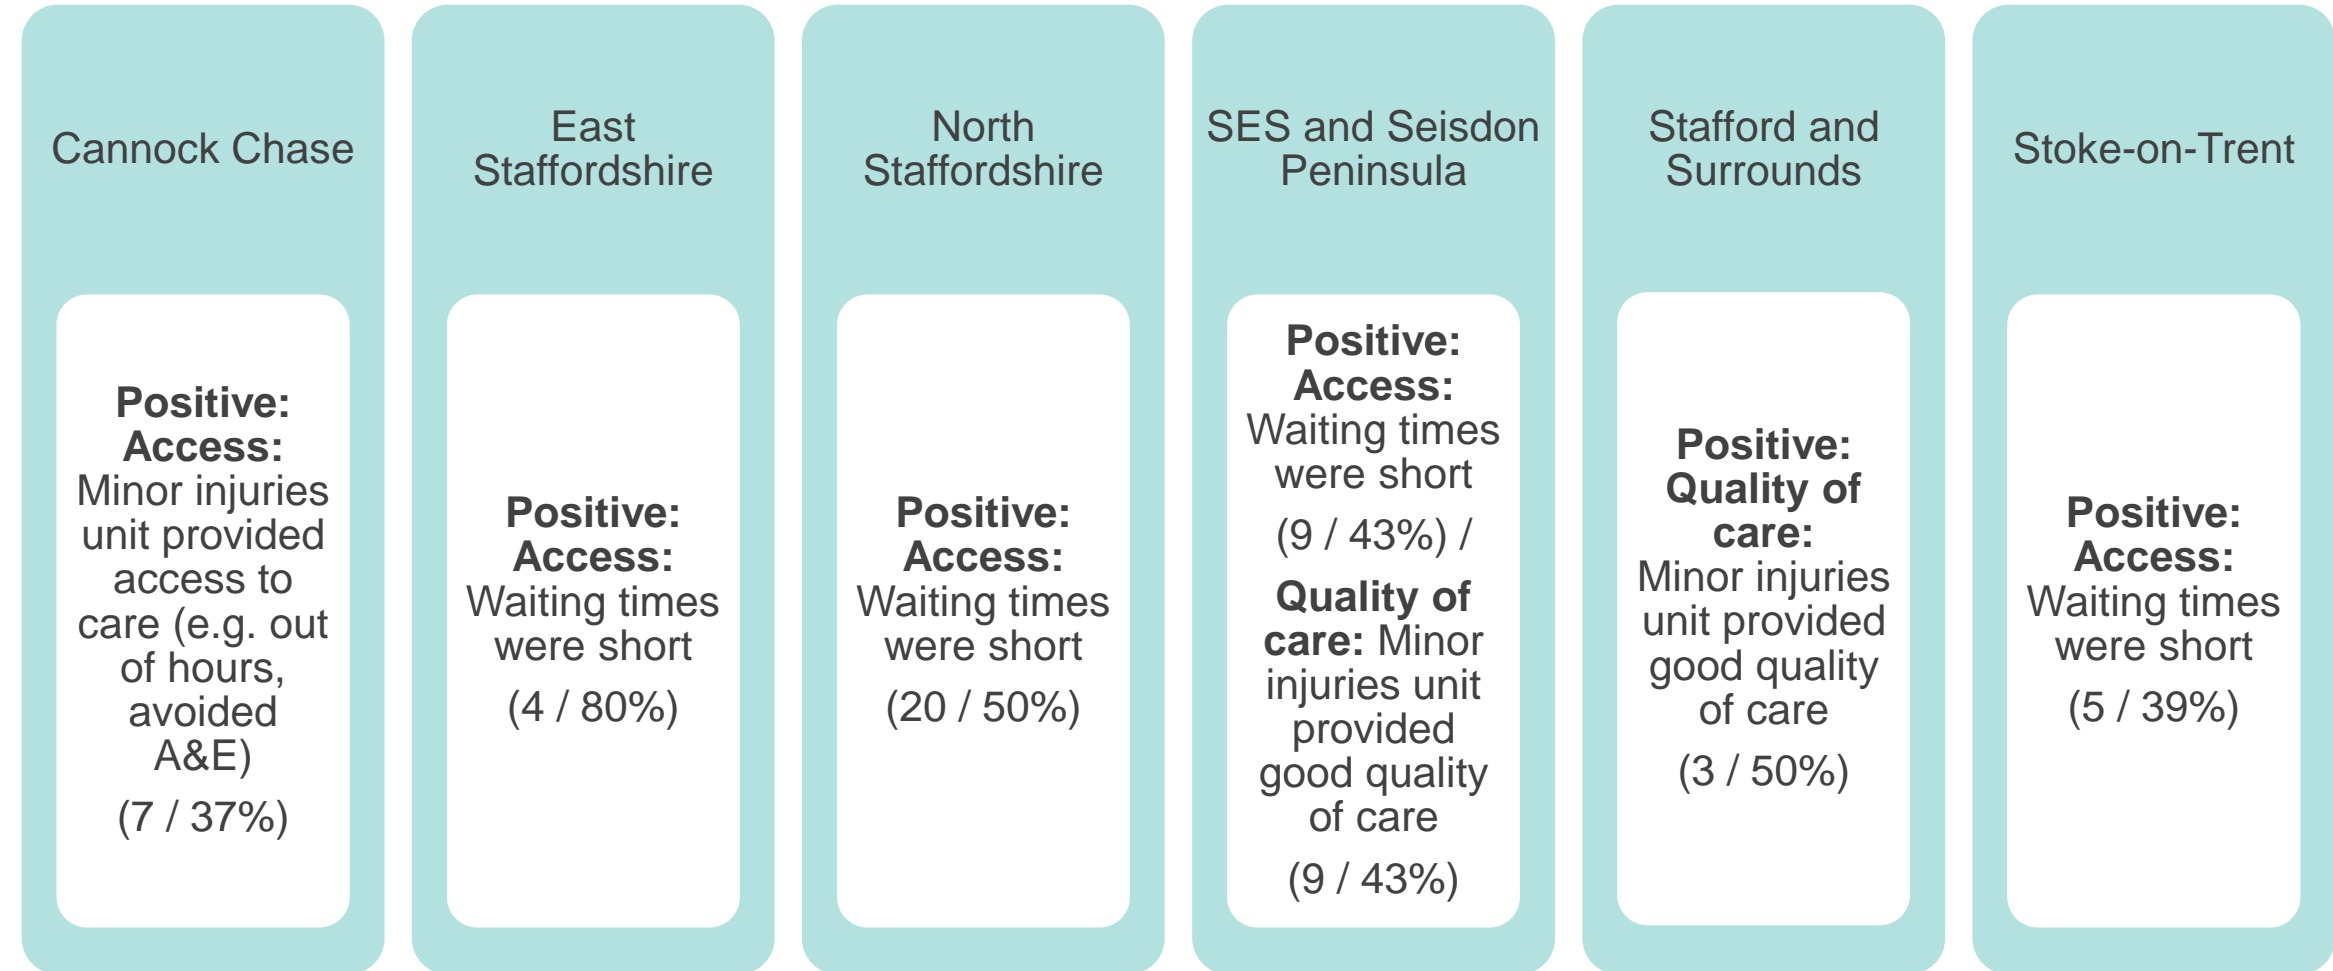 Cannock Chase
Positive:
Access:
Minor injuries
unit provided
access to
care (e.g. out
of hours,
avoided
A&E)
(7 / 37%)
East
Staffordshire
Positive:
Access:
Waiting times
were short
(4 / 80%)
North
Staffordshire
Positive:
Access:
Waiting times
were short
(20 / 50%)
SES and Seisdon
Peninsula
Positive:
Access:
Waiting times
were short
(9 / 43%) /
Quality of
care: Minor
injuries unit
provided
good quality
of care
(9 / 43%)
Stafford and
Surrounds
Positive:
Quality of
care:
Minor injuries
unit provided
good quality
of care
(3 / 50%)
Stoke-on-Trent
Positive:
Access:
Waiting times
were short
(5 / 39%)